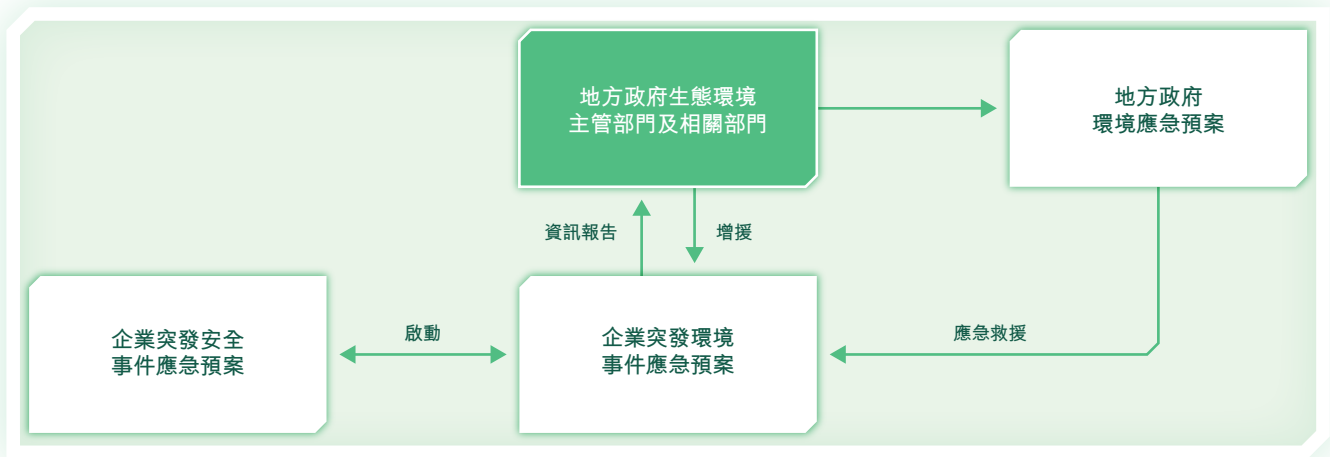 地方政府生態環境
主管部門及相關部門
地方政府
環境應急預案
資訊報告
增援
企業突發安全
事件應急預案
啟動
企業突發環境
事件應急預案
應急救援